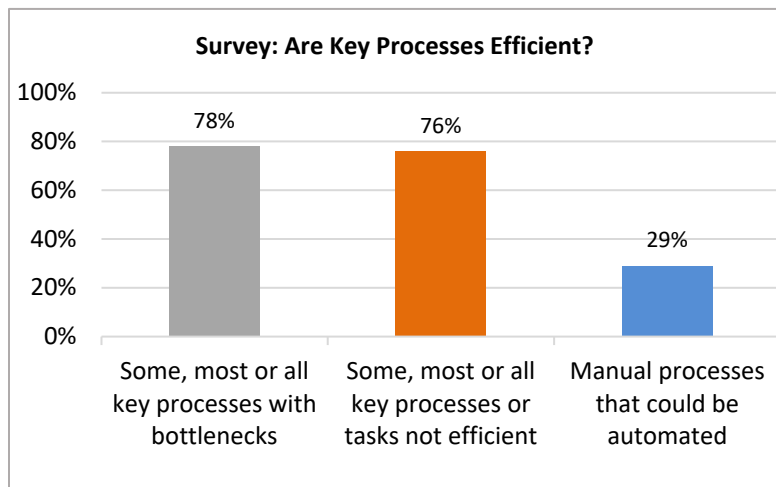 Survey: Are Key Processes Efficient?
100%
80%
60%
40%
20%
0%
78%
76%
29%
Some, most or all
key processes with
bottlenecks
Some, most or all
key processes or
tasks not efficient
Manual processes
that could be
automated